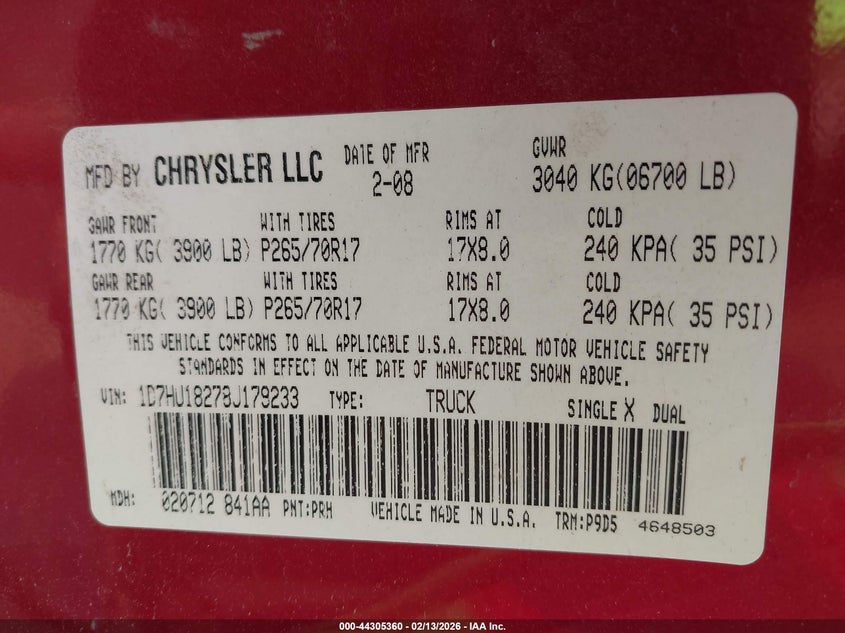 MFD BY CHRYSLER LLC DATE OF MFR 2-08 GVWR 3040 KG(06700 LB)
GAWR FRONT WITH TIRES RIMS AT COLD
1770 KG( 3900 LB) P265/70R17 17X8.0 240 KPA( 35 PSI)
GAWR REAR WITH TIRES RIMS AT COLD
1770 KG( 3900 LB) P265/70R17 17X8.0 240 KPA( 35 PSI)
THIS VEHICLE CONFORMS TO ALL APPLICABLE U.S.A. FEDERAL MOTOR VEHICLE SAFETY
STANDARDS IN EFFECT ON THE DATE OF MANUFACTURE SHOWN ABOVE.
VIN: 1D7HU18278J179233 TYPE: TRUCK SINGLE X DUAL
MDH: 020712 841AA PNT:PRH VEHICLE MADE IN U.S.A. TRM:P9D5 4648503
000-44305360 - 02/13/2026 - IAA Inc.